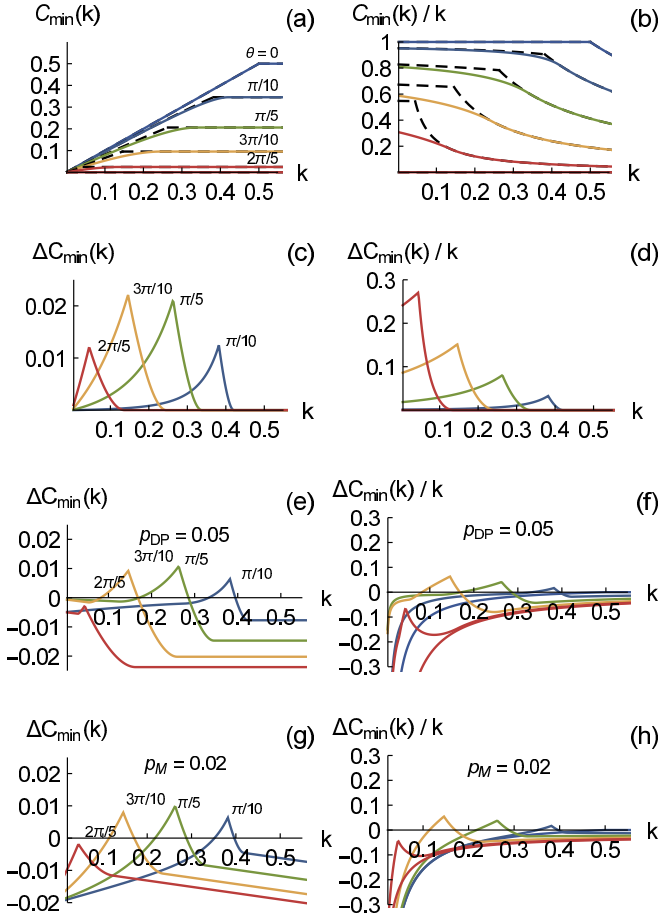 C_min(k) (a) C_min(k) / k (b)
0.5 θ = 0 1
0.4 π/10 0.8
0.3 π/5 0.6
0.2 3π/10 0.4
0.1 2π/5 0.2
k k
0.1 0.2 0.3 0.4 0.5 0.1 0.2 0.3 0.4 0.5
ΔC_min(k) (c) ΔC_min(k) / k (d)
0.3
0.02 3π/10 π/5 0.2
0.01 2π/5 π/10 0.1
k k
0.1 0.2 0.3 0.4 0.5 0.1 0.2 0.3 0.4 0.5
ΔC_min(k) (e) ΔC_min(k) / k (f)
0.02 p_DP = 0.05 0.3 p_DP = 0.05
0.01 2π/5 3π/10 π/5 π/10 0.2
0.1
0 k 0 k
0.1 0.2 0.3 0.4 0.5 0.1 0.2 0.3 0.4 0.5
−0.01 −0.1
−0.2
−0.02 −0.3
ΔC_min(k) (g) ΔC_min(k) / k (h)
0.02 p_M = 0.02 0.3 p_M = 0.02
0.01 3π/10 π/5 π/10 0.2
0.1
0 2π/5 k 0 k
0.1 0.2 0.3 0.4 0.5 0.1 0.2 0.3 0.4 0.5
−0.01 −0.1
−0.2
−0.02 −0.3